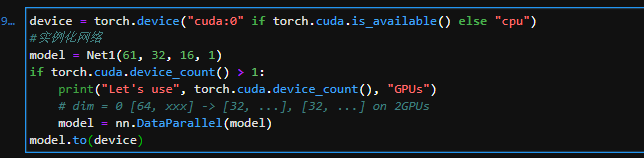 9…
device = torch.device("cuda:0" if torch.cuda.is_available() else "cpu")
#实例化网络
model = Net1(61, 32, 16, 1)
if torch.cuda.device_count() > 1:
    print("Let's use", torch.cuda.device_count(), "GPUs")
    # dim = 0 [64, xxx] -> [32, ...], [32, ...] on 2GPUs
    model = nn.DataParallel(model)
model.to(device)